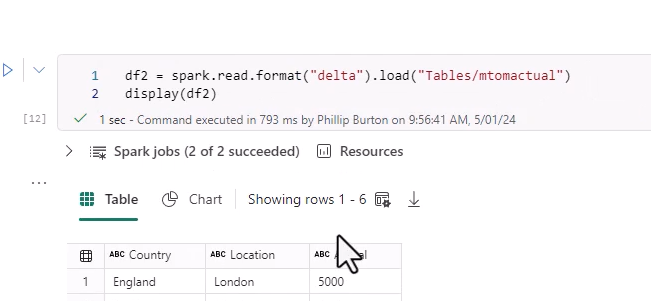 1 df2 = spark.read.format("delta").load("Tables/mtomactual")
2 display(df2)
[12] 1 sec - Command executed in 793 ms by Phillip Burton on 9:56:41 AM, 5/01/24
Spark jobs (2 of 2 succeeded) Resources
Table Chart Showing rows 1 - 6
ABC Country ABC Location ABC
1 England London 5000